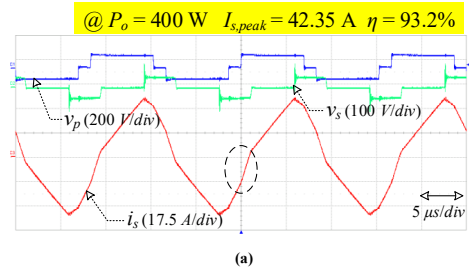 @ Pₒ = 400 W   Iₛ,ₚₑₐₖ = 42.35 A   η = 93.2%
vₚ (200 V/div)
vₛ (100 V/div)
iₛ (17.5 A/div)
5 μs/div
(a)